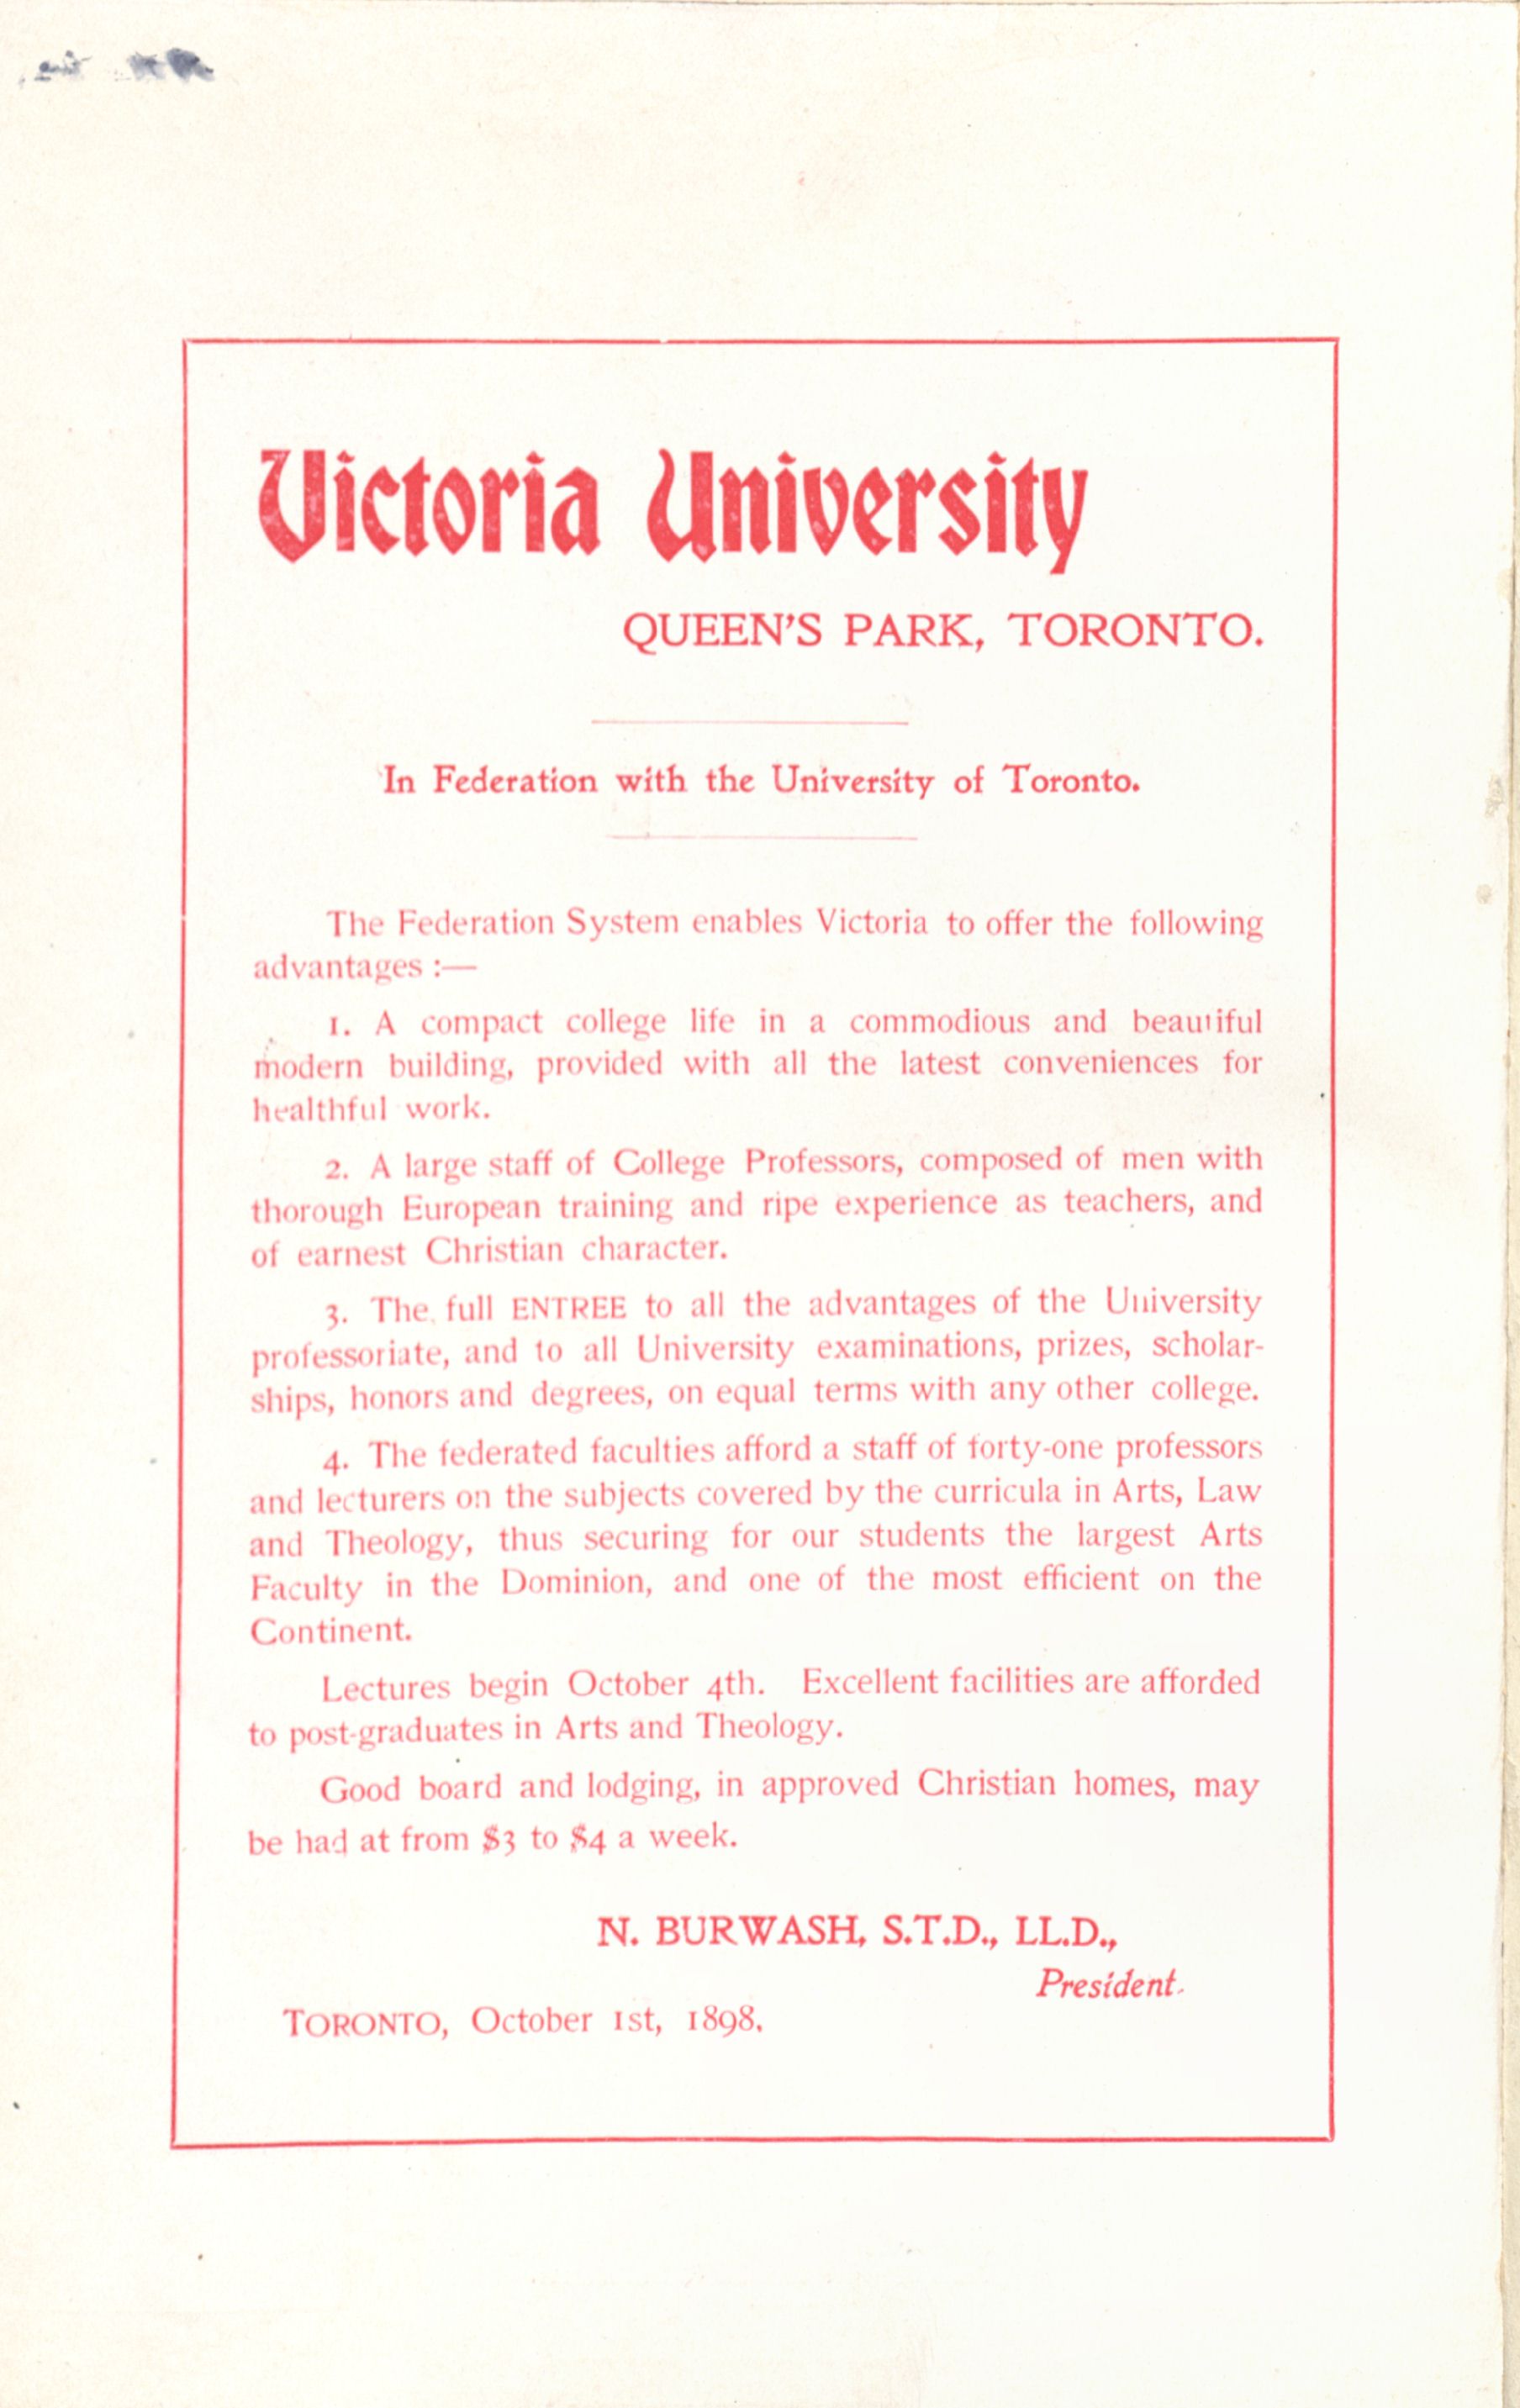 Victoria University
QUEEN'S PARK, TORONTO.
In Federation with the University of Toronto.
The Federation System enables Victoria to offer the following
advantages :—
1. A compact college life in a commodious and beautiful
modern building, provided with all the latest conveniences for
healthful work.
2. A large staff of College Professors, composed of men with
thorough European training and ripe experience as teachers, and
of earnest Christian character.
3. The full ENTREE to all the advantages of the University
professoriate, and to all University examinations, prizes, scholar-
ships, honors and degrees, on equal terms with any other college.
4. The federated faculties afford a staff of forty-one professors
and lecturers on the subjects covered by the curricula in Arts, Law
and Theology, thus securing for our students the largest Arts
Faculty in the Dominion, and one of the most efficient on the
Continent.
Lectures begin October 4th. Excellent facilities are afforded
to post-graduates in Arts and Theology.
Good board and lodging, in approved Christian homes, may
be had at from $3 to $4 a week.
N. BURWASH, S.T.D., LL.D.,
President.
TORONTO, October 1st, 1898.